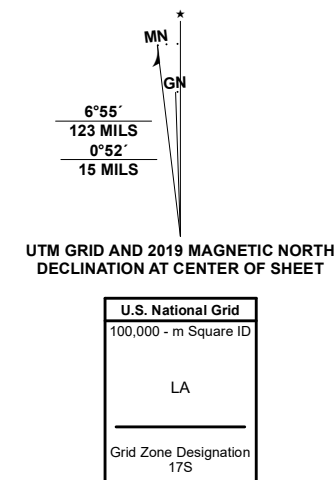 ★
MN
GN
6°55´
123 MILS
0°52´
15 MILS
UTM GRID AND 2019 MAGNETIC NORTH
DECLINATION AT CENTER OF SHEET
U.S. National Grid
100,000 - m Square ID
LA
Grid Zone Designation
17S